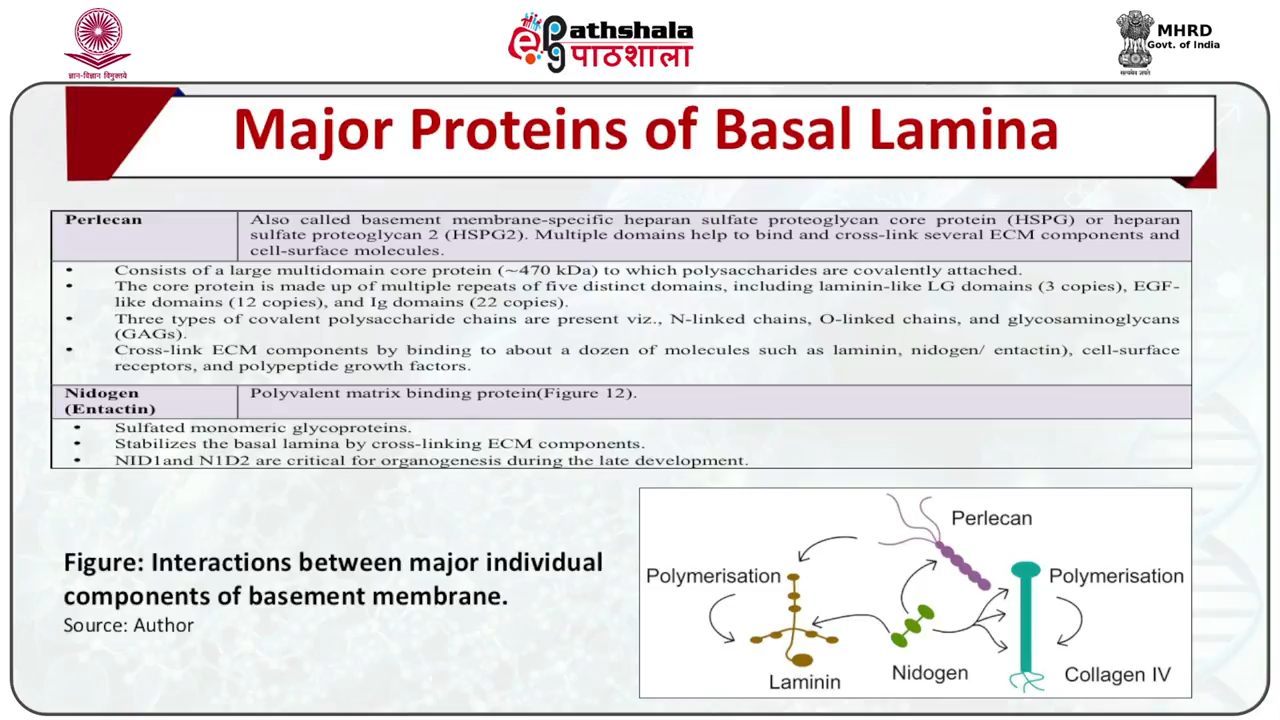 ज्ञान-विज्ञान विमुक्तये
epgpathshala
पाठशाला
MHRD
Govt. of India
सत्यमेव जयते
Major Proteins of Basal Lamina
Perlecan
Also called basement membrane-specific heparan sulfate proteoglycan core protein (HSPG) or heparan
sulfate proteoglycan 2 (HSPG2). Multiple domains help to bind and cross-link several ECM components and
cell-surface molecules.
• Consists of a large multidomain core protein (~470 kDa) to which polysaccharides are covalently attached.
• The core protein is made up of multiple repeats of five distinct domains, including laminin-like LG domains (3 copies), EGF-
like domains (12 copies), and Ig domains (22 copies).
• Three types of covalent polysaccharide chains are present viz., N-linked chains, O-linked chains, and glycosaminoglycans
(GAGs).
• Cross-link ECM components by binding to about a dozen of molecules such as laminin, nidogen/ entactin), cell-surface
receptors, and polypeptide growth factors.
Nidogen
(Entactin)
Polyvalent matrix binding protein(Figure 12).
• Sulfated monomeric glycoproteins.
• Stabilizes the basal lamina by cross-linking ECM components.
• NID1and N1D2 are critical for organogenesis during the late development.
Figure: Interactions between major individual
components of basement membrane.
Source: Author
Perlecan
Polymerisation
Polymerisation
Nidogen
Collagen IV
Laminin